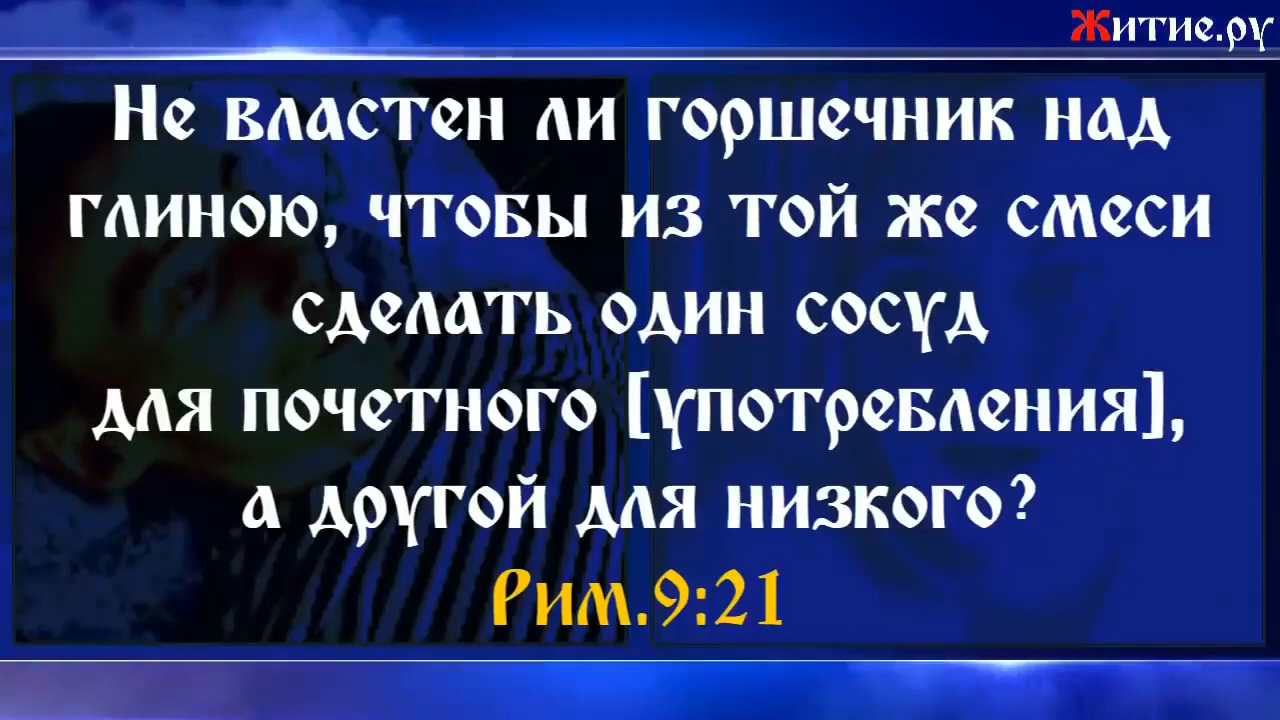 Житие.ру
Не властен ли горшечник над
глиною, чтобы из той же смеси
сделать один сосуд
для почетного [употребления],
а другой для низкого?
Рим.9:21